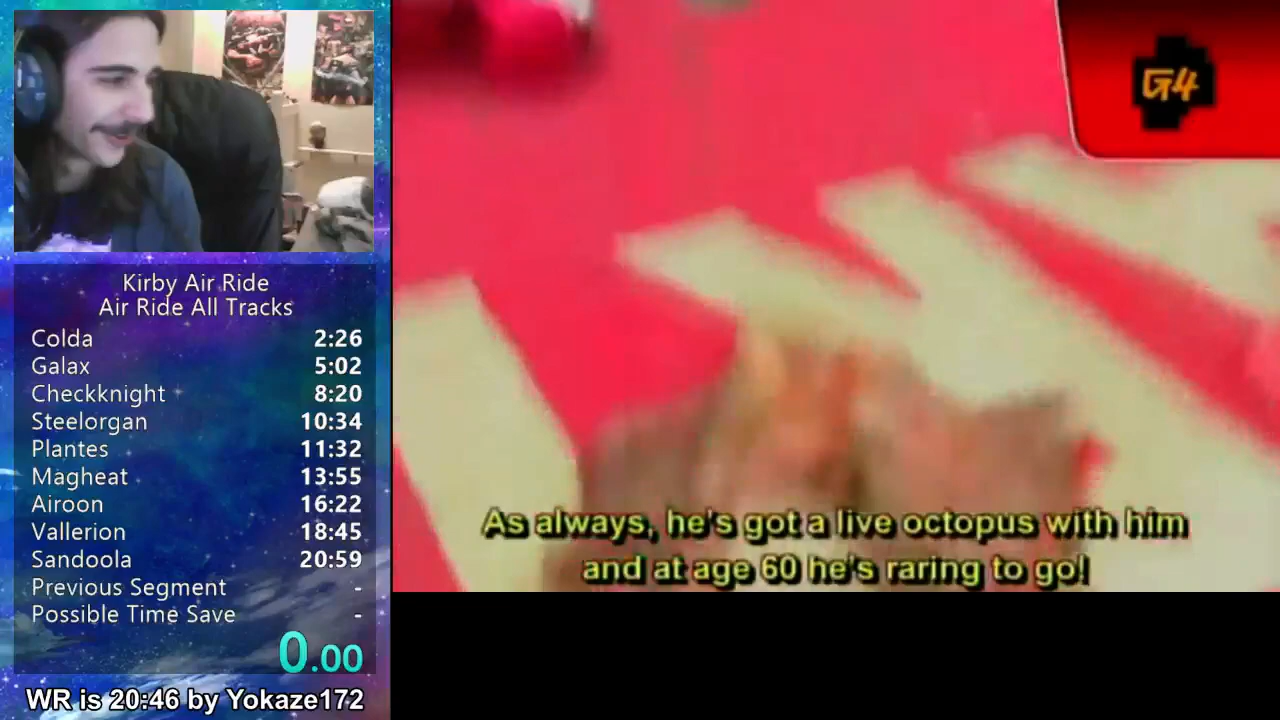 Kirby Air Ride
Air Ride All Tracks
Colda 2:26
Galax 5:02
Checkknight 8:20
Steelorgan 10:34
Plantes 11:32
Magheat 13:55
Airoon 16:22
Vallerion 18:45
Sandoola 20:59
Previous Segment -
Possible Time Save -
0.00
WR is 20:46 by Yokaze172
G4
As always, he's got a live octopus with him
and at age 60 he's raring to go!